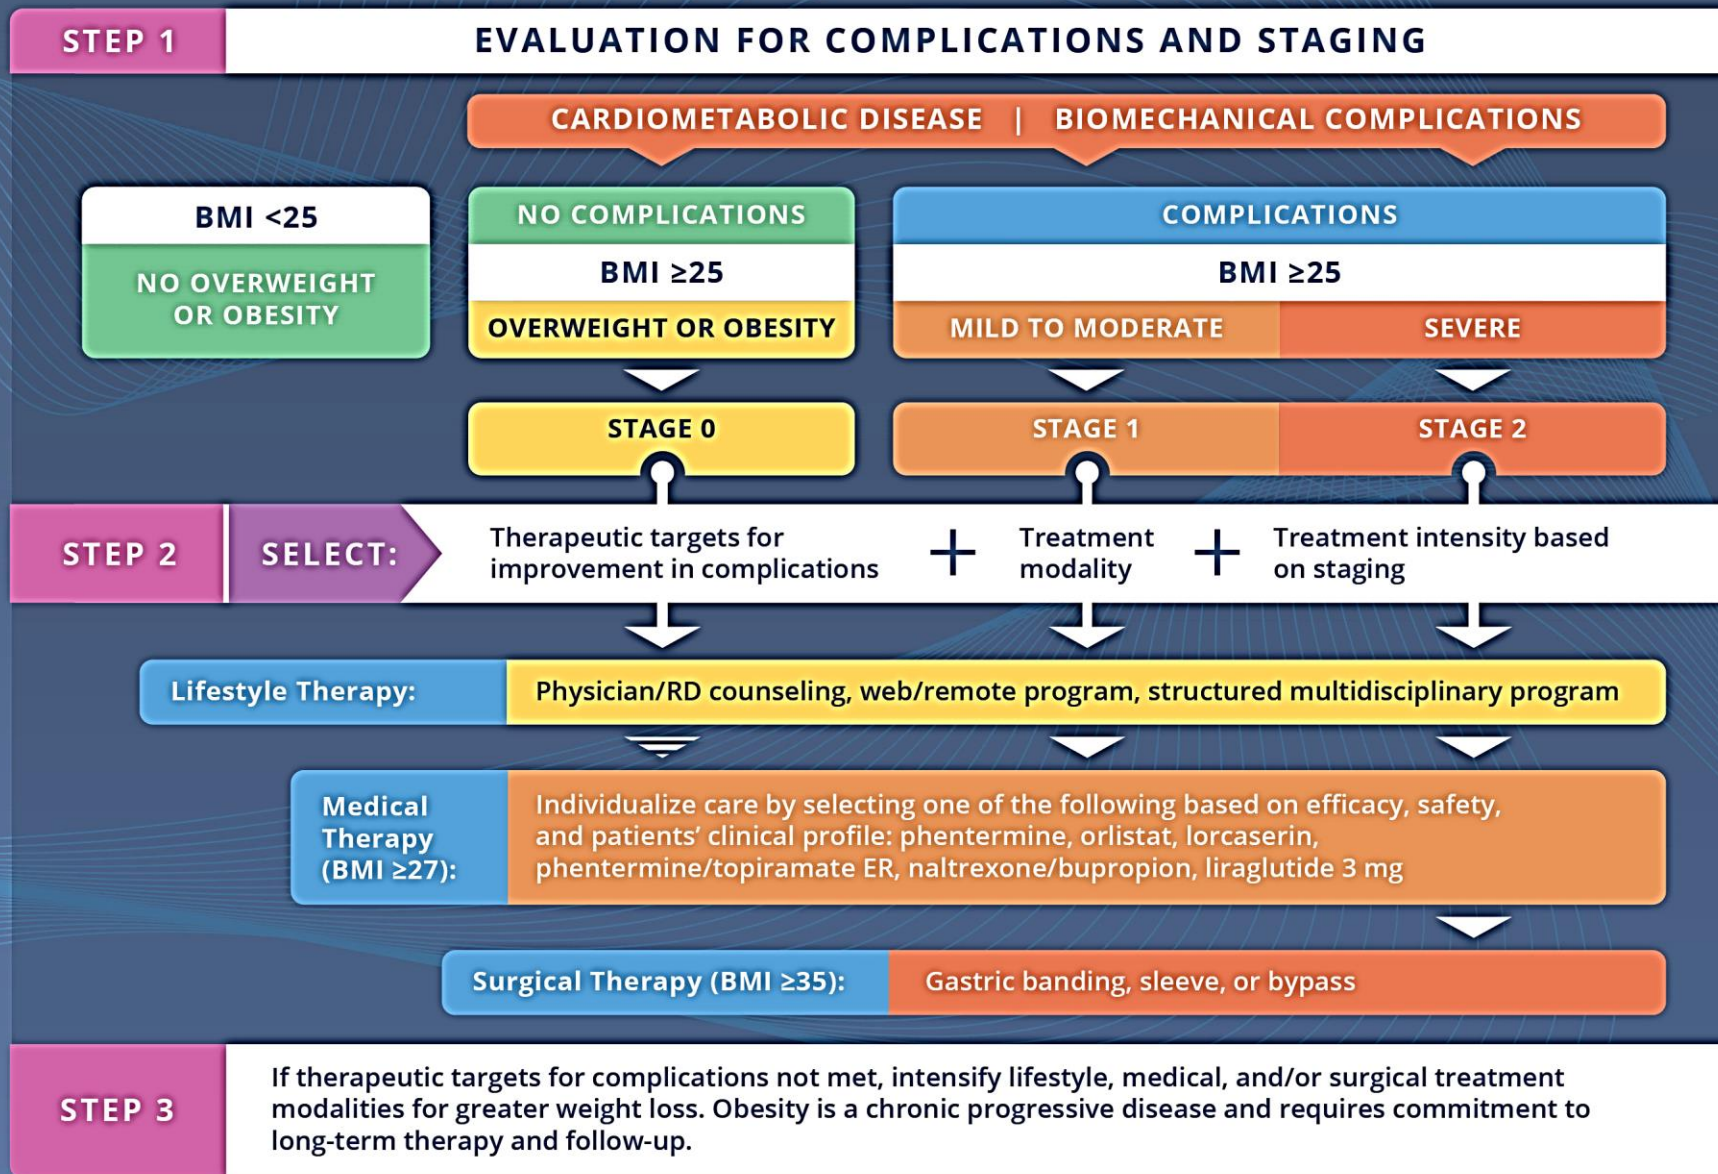 STEP 1
EVALUATION FOR COMPLICATIONS AND STAGING
CARDIOMETABOLIC DISEASE | BIOMECHANICAL COMPLICATIONS
BMI <25
NO OVERWEIGHT
OR OBESITY
NO COMPLICATIONS
BMI ≥25
OVERWEIGHT OR OBESITY
COMPLICATIONS
BMI ≥25
MILD TO MODERATE
SEVERE
STAGE 0
STAGE 1
STAGE 2
STEP 2
SELECT:
Therapeutic targets for
improvement in complications
+
Treatment
modality
+
Treatment intensity based
on staging
Lifestyle Therapy:
Physician/RD counseling, web/remote program, structured multidisciplinary program
Medical
Therapy
(BMI ≥27):
Individualize care by selecting one of the following based on efficacy, safety,
and patients’ clinical profile: phentermine, orlistat, lorcaserin,
phentermine/topiramate ER, naltrexone/bupropion, liraglutide 3 mg
Surgical Therapy (BMI ≥35):
Gastric banding, sleeve, or bypass
STEP 3
If therapeutic targets for complications not met, intensify lifestyle, medical, and/or surgical treatment
modalities for greater weight loss. Obesity is a chronic progressive disease and requires commitment to
long-term therapy and follow-up.